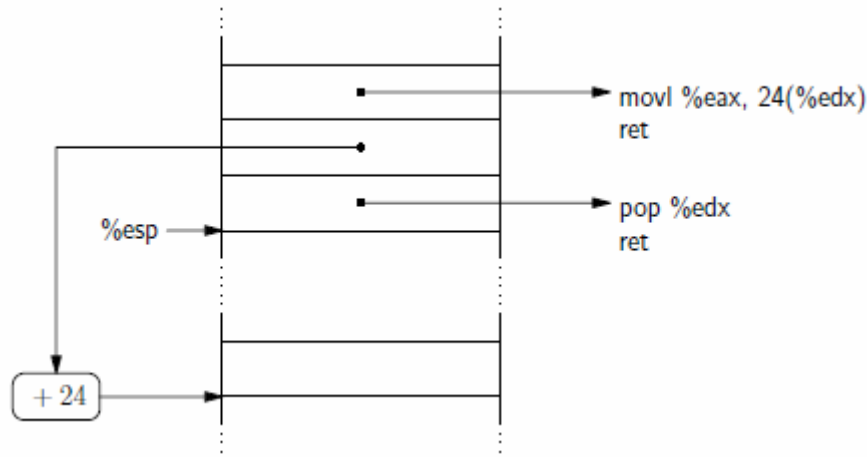 movl %eax, 24(%edx)
ret
pop %edx
ret
%esp
+ 24